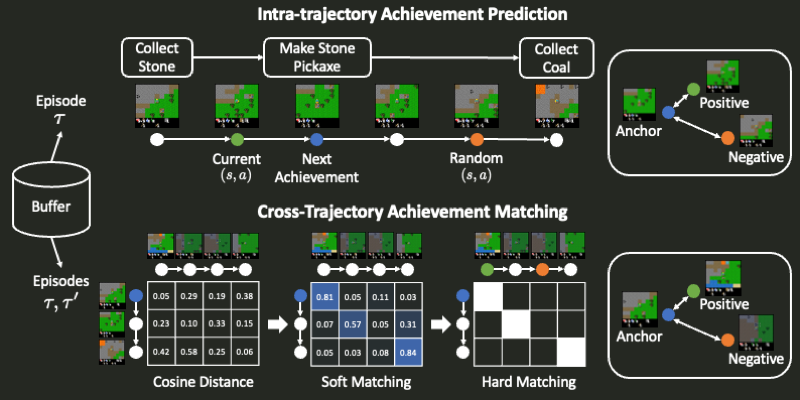 Intra-trajectory Achievement Prediction
Collect
Stone
Make Stone
Pickaxe
Collect
Coal
Episode
τ
Current
(s, a)
Next
Achievement
Random
(s, a)
Anchor
Positive
Negative
Buffer
Cross-Trajectory Achievement Matching
Episodes
τ, τ′
0.05 0.29 0.19 0.38
0.23 0.10 0.33 0.15
0.42 0.58 0.25 0.06
Cosine Distance
0.81 0.05 0.11 0.03
0.07 0.57 0.05 0.31
0.05 0.03 0.08 0.84
Soft Matching
Hard Matching
Anchor
Positive
Negative